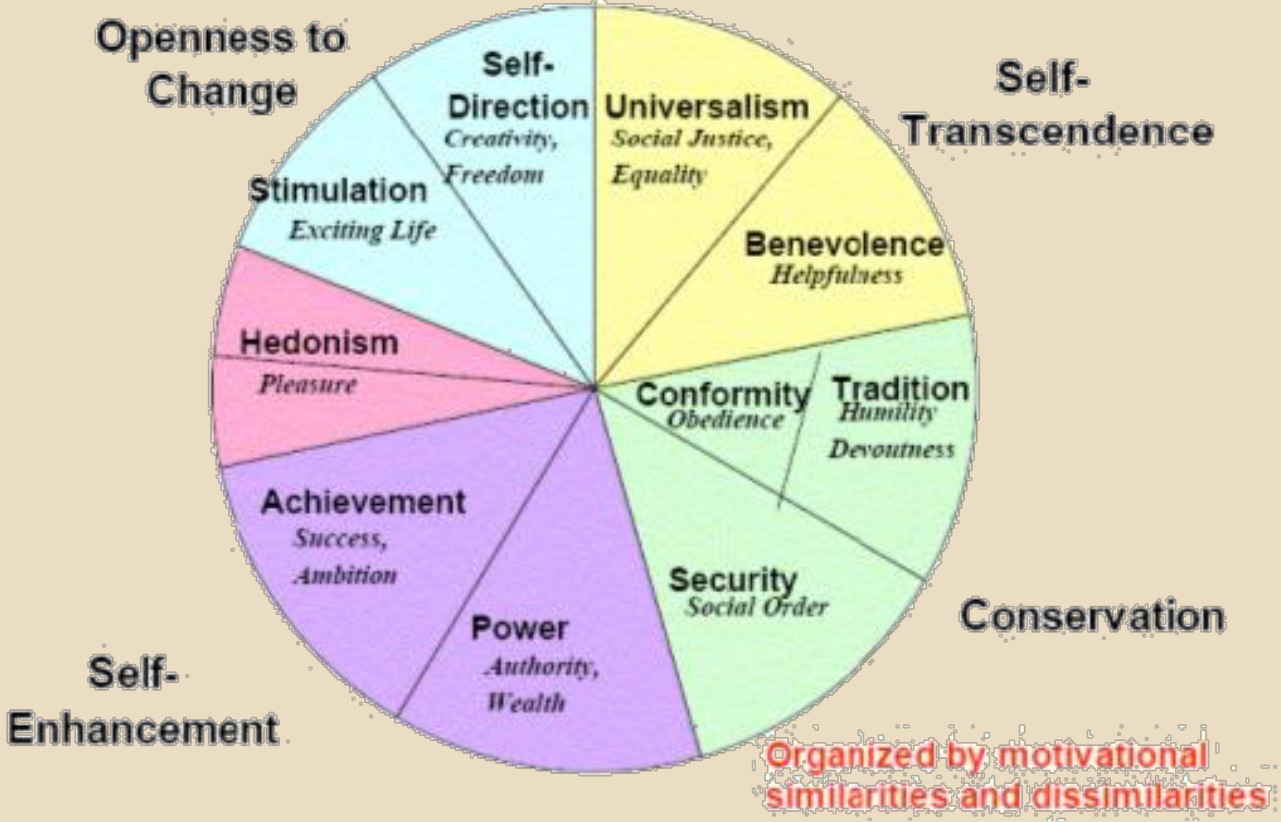 Openness to
Change
Self-
Transcendence
Self-
Direction
Creativity,
Freedom
Universalism
Social Justice,
Equality
Stimulation
Exciting Life
Benevolence
Helpfulness
Hedonism
Pleasure
Conformity
Obedience
Tradition
Humility
Devoutness
Achievement
Success,
Ambition
Security
Social Order
Power
Authority,
Wealth
Conservation
Self-
Enhancement
Organized by motivational
similarities and dissimilarities